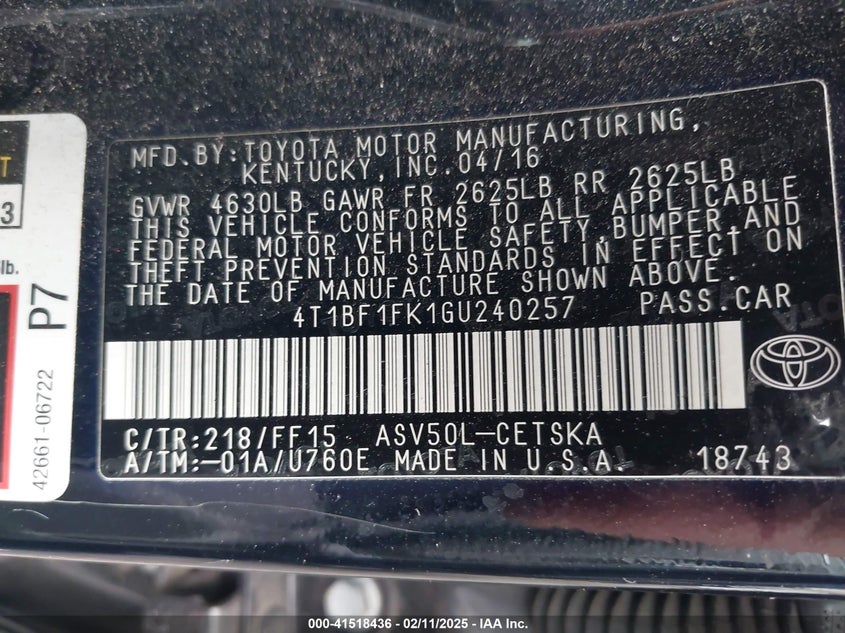 MFD.BY:TOYOTA MOTOR MANUFACTURING,
KENTUCKY,INC.04/16
GVWR 4630LB GAWR FR 2625LB RR 2625LB
THIS VEHICLE CONFORMS TO ALL APPLICABLE
FEDERAL MOTOR VEHICLE SAFETY,BUMPER,AND
THEFT PREVENTION STANDARDS IN EFFECT ON
THE DATE OF MANUFACTURE SHOWN ABOVE.
4T1BF1FK1GU240257 PASS.CAR
C/TR:218/FF15 ASV50L-CETSKA
A/TM:-01A/U760E MADE IN U.S.A. 18743
3
lb.
P7
42661-06722
000-41518436 - 02/11/2025 - IAA Inc.